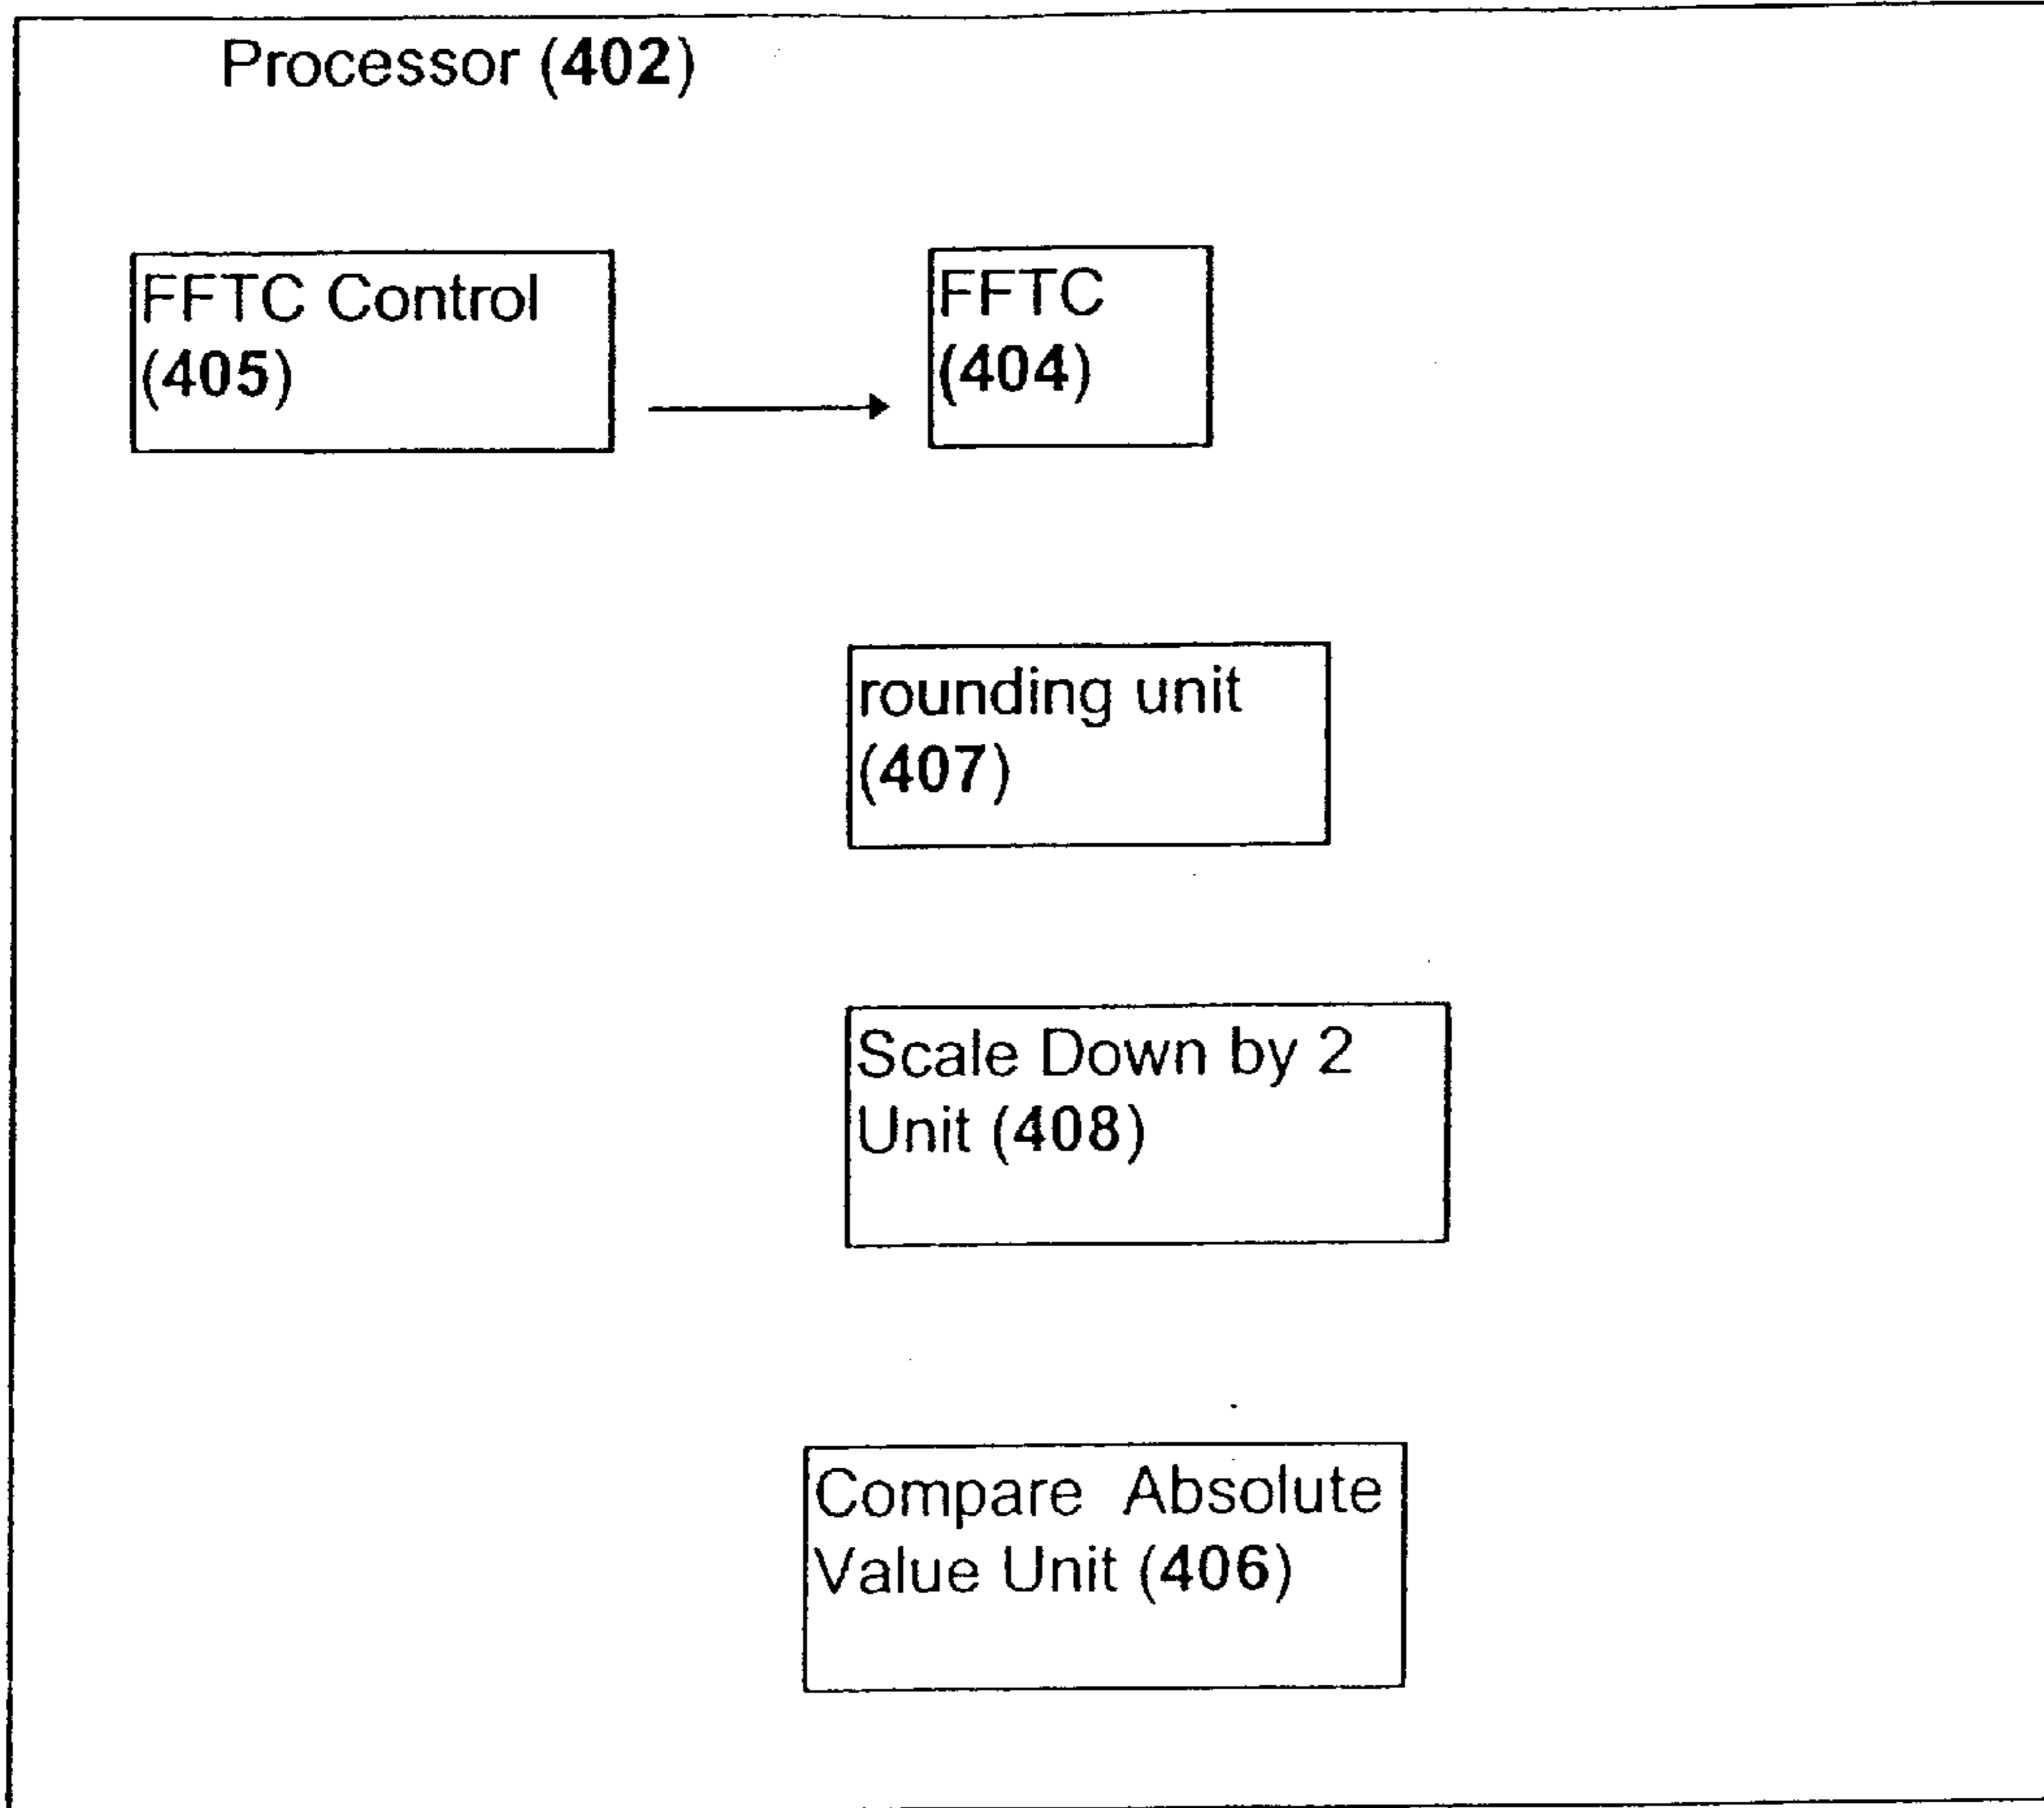 Processor (402)
FFTC Control
(405)
FFTC
(404)
rounding unit
(407)
Scale Down by 2
Unit (408)
Compare Absolute
Value Unit (406)